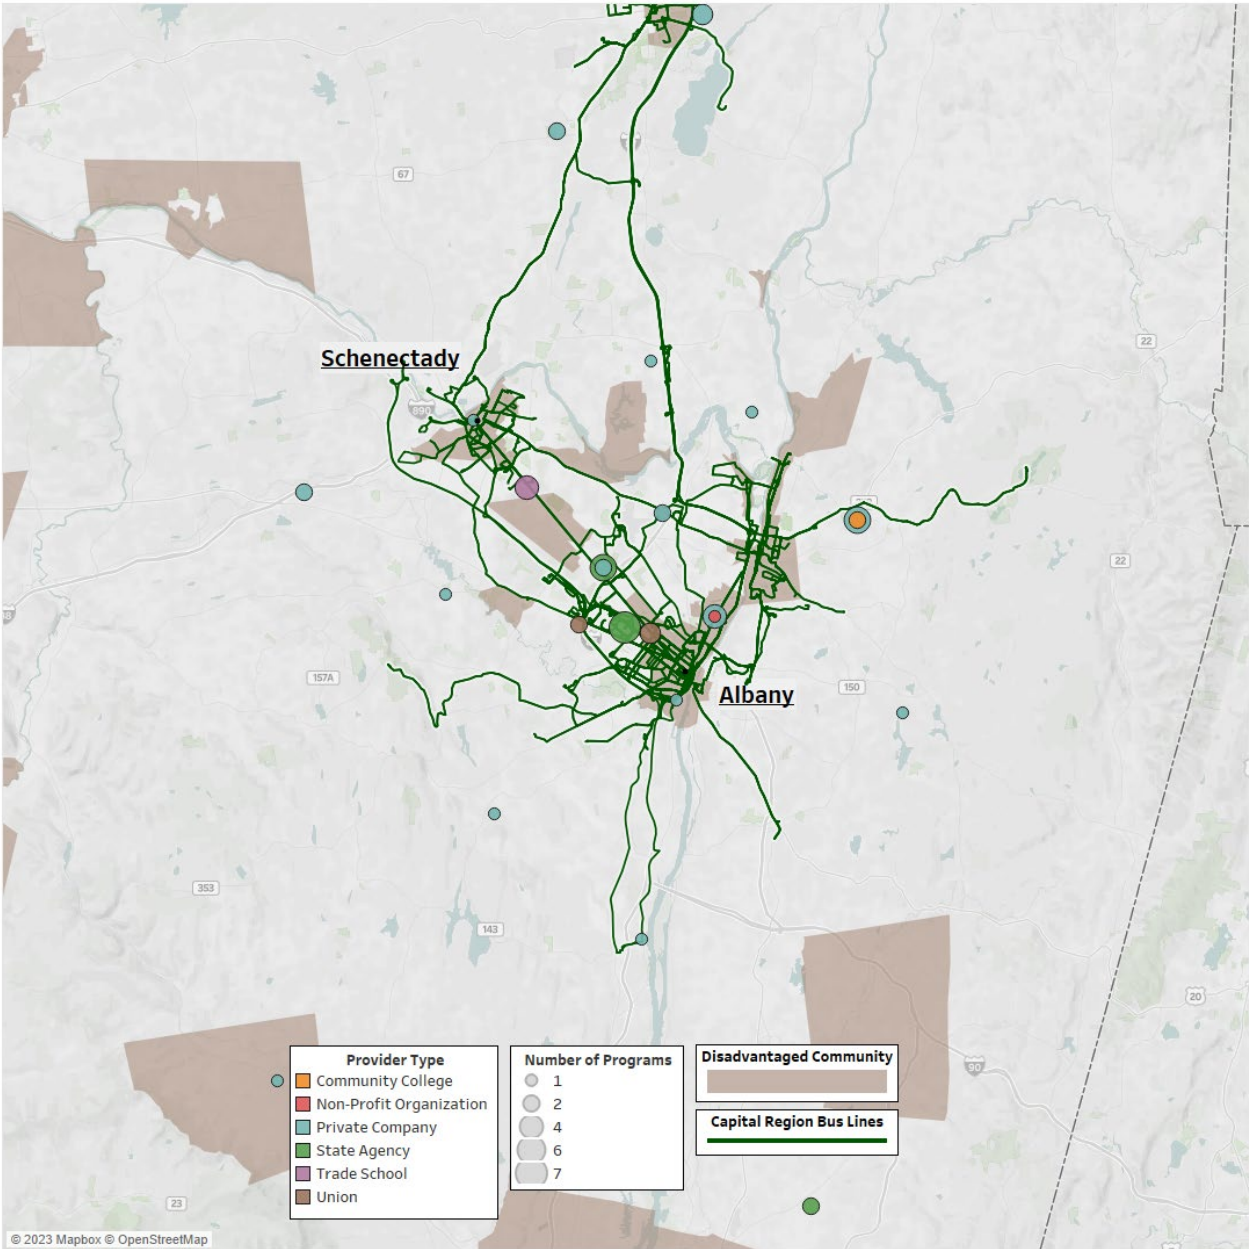 67
22
Schenectady
890
22
157A
Albany
150
353
143
20
90
23
Provider Type
Community College
Non-Profit Organization
Private Company
State Agency
Trade School
Union
Number of Programs
1
2
4
6
7
Disadvantaged Community
Capital Region Bus Lines
© 2023 Mapbox © OpenStreetMap